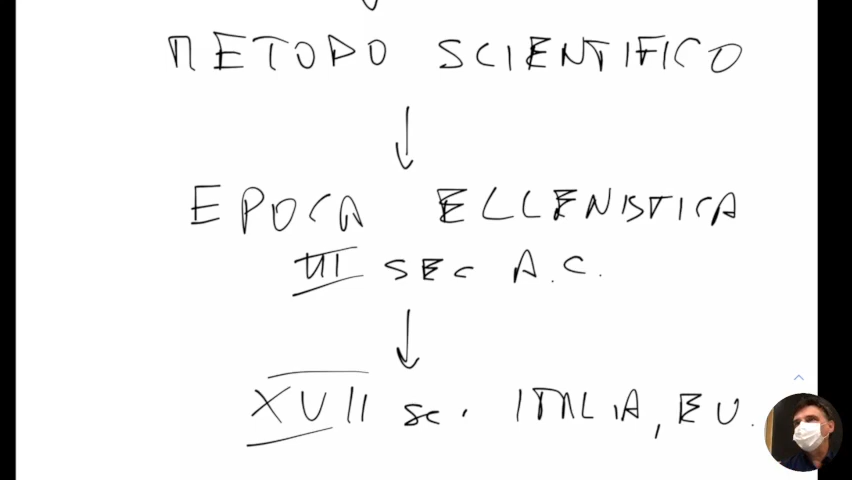 METODO SCIENTIFICO
EPOCA ELLENISTICA
III SEC A.C.
XVII sec. ITALIA, EU.